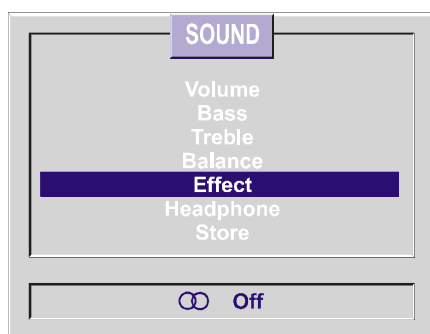 SOUND
Volume
Bass
Treble
Balance
Effect
Headphone
Store
Off